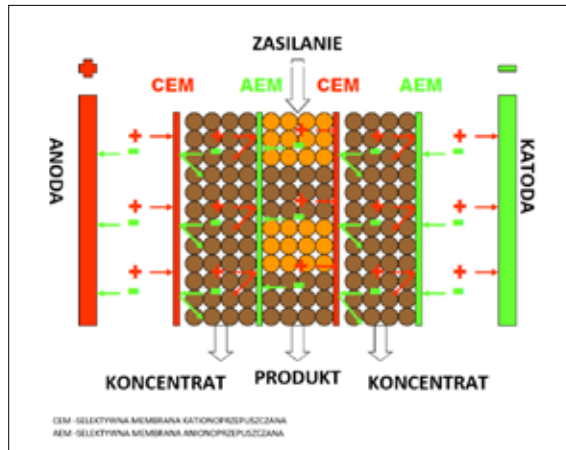 ZASILANIE
CEM AEM CEM AEM
ANODA
KATODA
KONCENTRAT PRODUKT KONCENTRAT
CEM -SELEKTYWNA MEMBRANA KATIONOPRZEPUSZCZANA
AEM -SELEKTYWNA MEMBRANA ANIONOPRZEPUSZCZANA